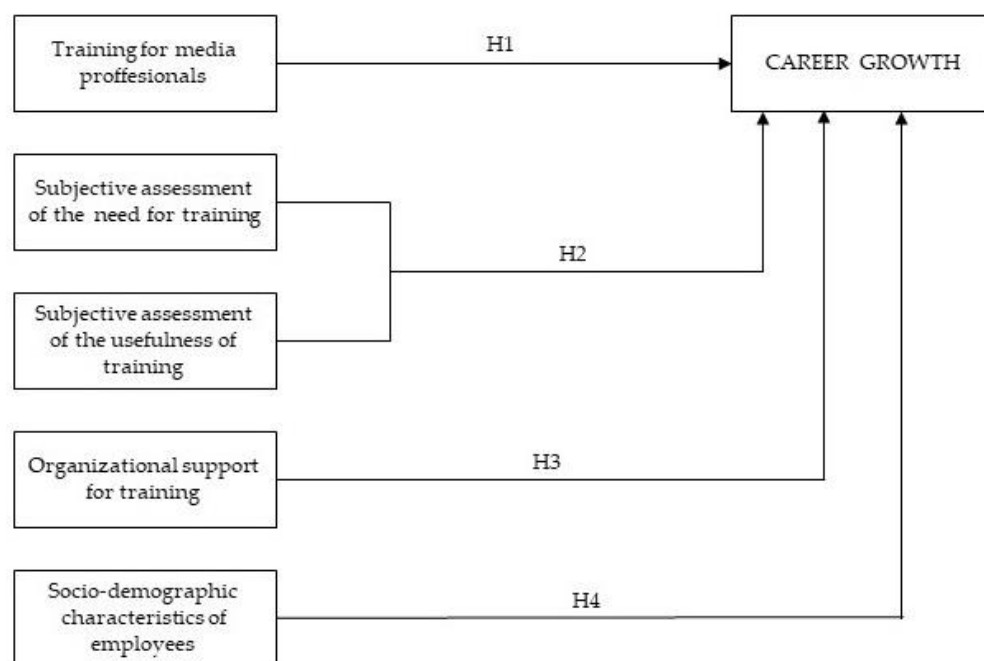 Training for media
proffesionals
H1
CAREER GROWTH
Subjective assessment
of the need for training
H2
Subjective assessment
of the usefulness of
training
Organizational support
for training
H3
Socio-demographic
characteristics of
employees
H4